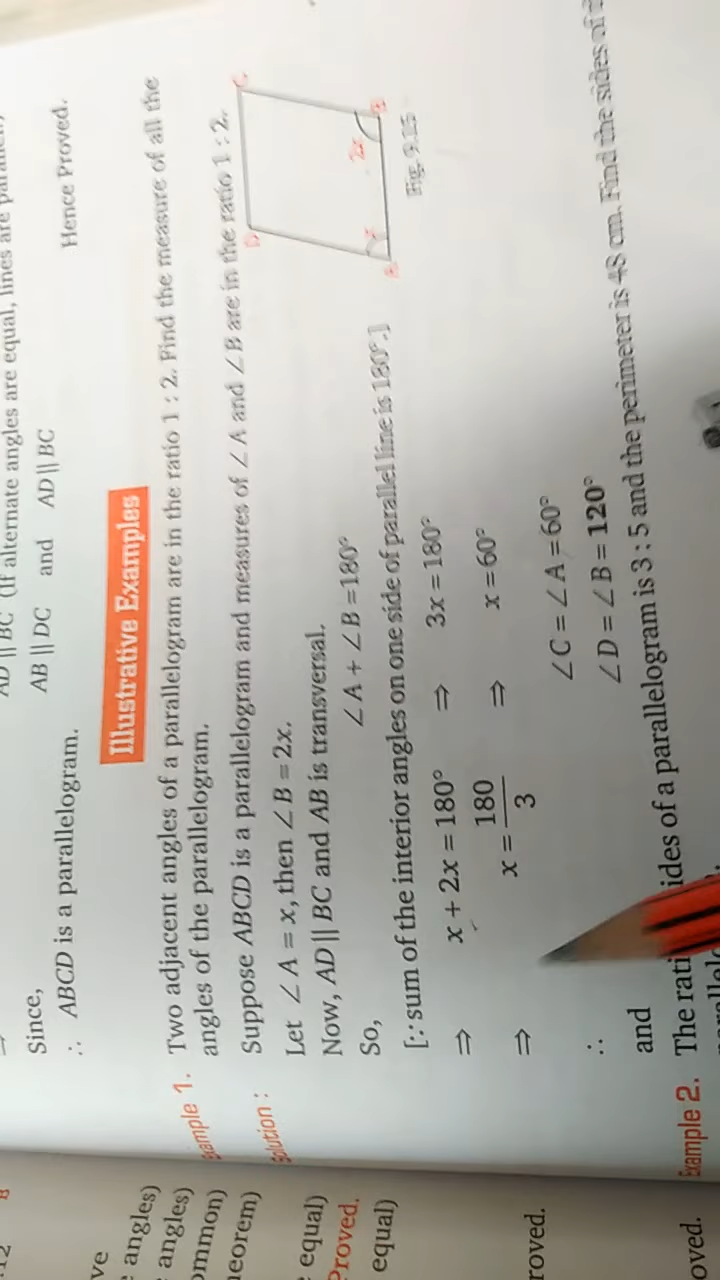 AD || BC (If alternate angles are equal, lines are
Since, AB || DC and AD || BC
∴ ABCD is a parallelogram. Hence Proved.
Illustrative Examples
Example 1. Two adjacent angles of a parallelogram are in the ratio 1 : 2. Find the measure of all the
angles of the parallelogram.
Solution : Suppose ABCD is a parallelogram and measures of ∠A and ∠B are in the ratio 1 : 2.
Let ∠A = x, then ∠B = 2x.
Now, AD || BC and AB is transversal.
So, ∠A + ∠B = 180°
[∵ sum of the interior angles on one side of parallel line is 180°.]
⇒ x + 2x = 180° ⇒ 3x = 180°
⇒ x = 180/3 ⇒ x = 60°
∴ ∠C = ∠A = 60°
and ∠D = ∠B = 120°
Example 2. The rati ides of a parallelogram is 3 : 5 and the perimeter is 48 cm. Find the sides of
D
C
A
x
2x
B
Fig. 9.15
ve
angles)
angles)
ommon)
heorem)
equal)
Proved.
equal)
roved.
oved.